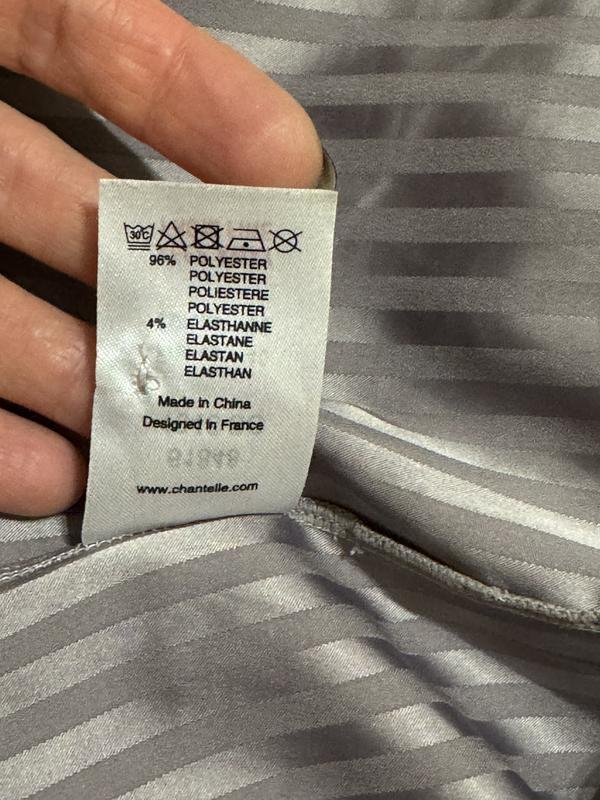 30°C
96% POLYESTER
POLYESTER
POLIESTERE
POLYESTER
4% ELASTHANNE
ELASTANE
ELASTAN
ELASTHAN
Made in China
Designed in France
www.chantelle.com